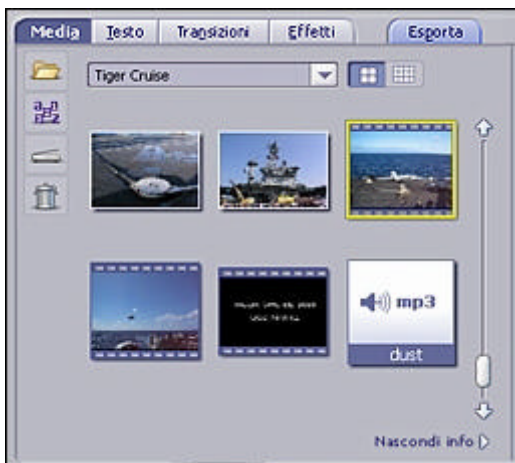 Media Testo Transizioni Effetti Esporta
Tiger Cruise
mp3
dust
Nascondi info